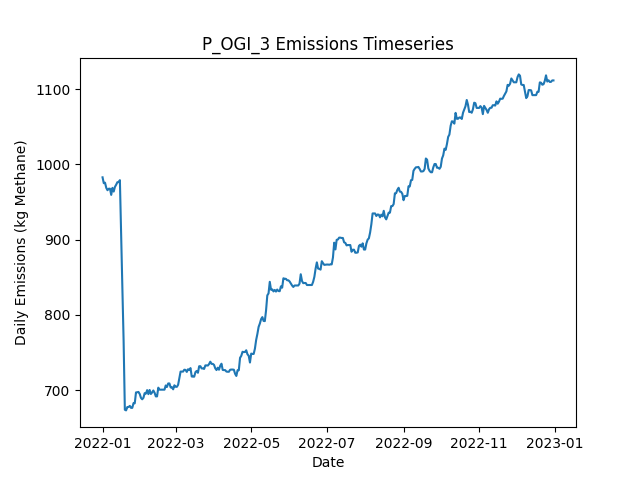 P_OGI_3 Emissions Timeseries
Daily Emissions (kg Methane)
1100
1000
900
800
700
2022-01 2022-03 2022-05 2022-07 2022-09 2022-11 2023-01
Date